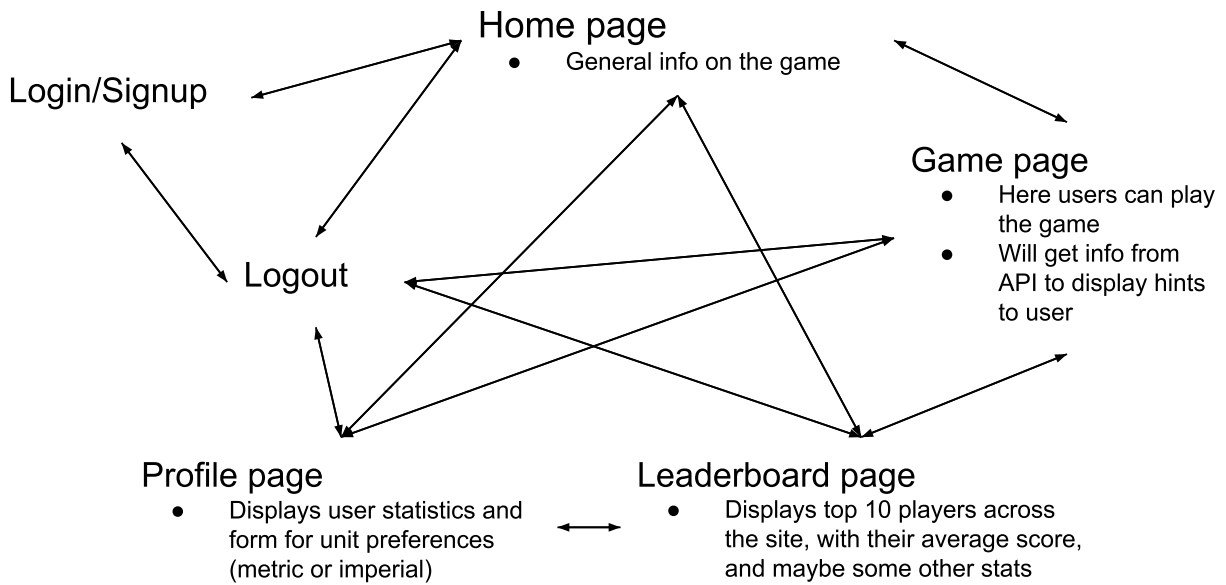 Home page
● General info on the game
Login/Signup
Game page
● Here users can play
the game
● Will get info from
API to display hints
to user
Logout
Profile page
● Displays user statistics and
form for unit preferences
(metric or imperial)
Leaderboard page
● Displays top 10 players across
the site, with their average score,
and maybe some other stats